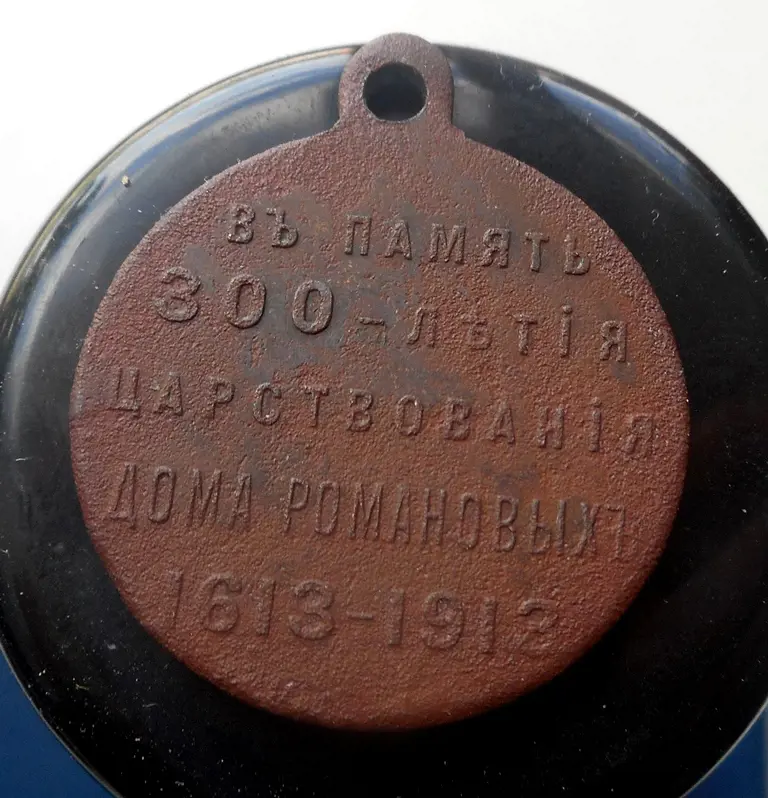 ВЪ ПАМЯТЬ
300-ЛѢТІЯ
ЦАРСТВОВАНІЯ
ДОМА РОМАНОВЫХЪ
1613-1913